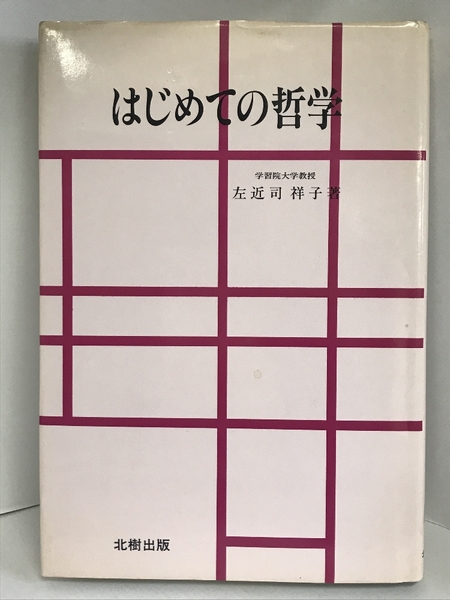 はじめての哲学
学習院大学教授
左近司 祥子 著
北樹出版